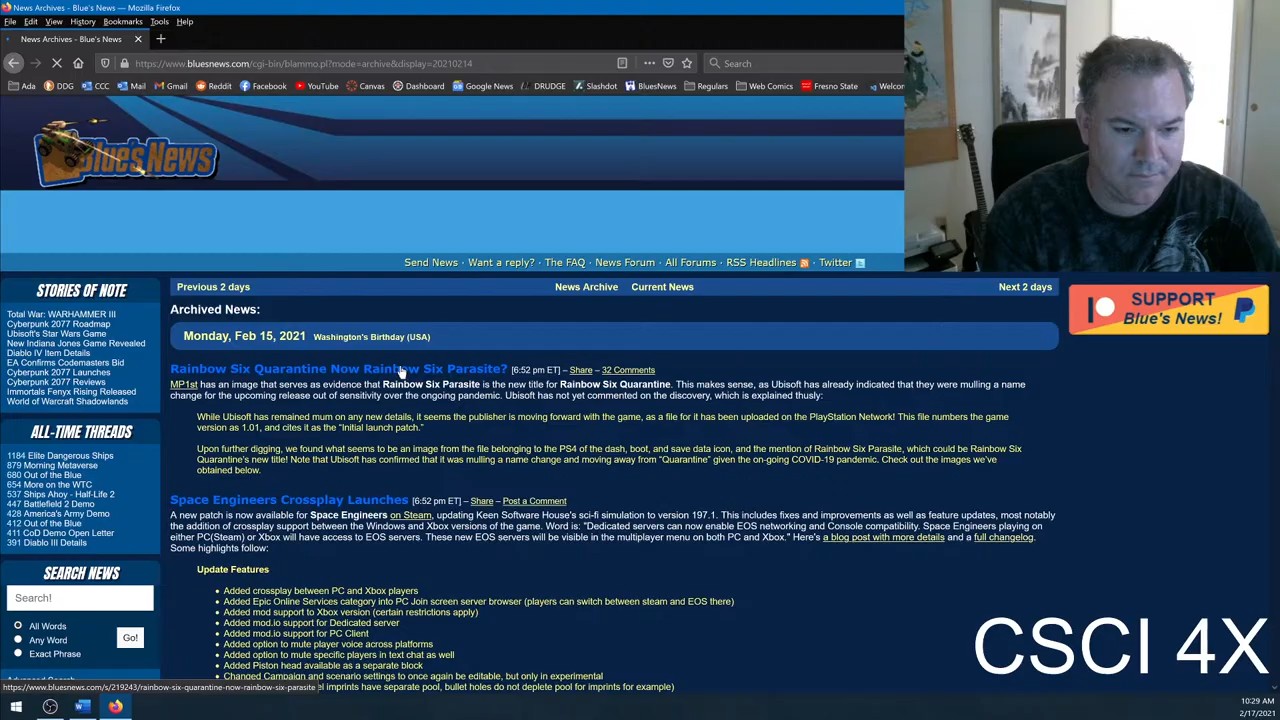 News Archives - Blue's News — Mozilla Firefox
File Edit View History Bookmarks Tools Help
News Archives - Blue's News
https://www.bluesnews.com/cgi-bin/blammo.pl?mode=archive&display=20210214
Search
Ada DDG CCC Mail Gmail Reddit Facebook YouTube Canvas Dashboard Google News DRUDGE Slashdot BluesNews Regulars Web Comics Fresno State Welcon
Blue's News
Send News · Want a reply? · The FAQ · News Forum · All Forums · RSS Headlines · Twitter
STORIES OF NOTE
Total War: WARHAMMER III
Cyberpunk 2077 Roadmap
Ubisoft's Star Wars Game
New Indiana Jones Game Revealed
Diablo IV Item Details
EA Confirms Codemasters Bid
Cyberpunk 2077 Launches
Cyberpunk 2077 Reviews
Immortals Fenyx Rising Released
World of Warcraft Shadowlands
ALL-TIME THREADS
1184 Elite Dangerous Ships
879 Morning Metaverse
680 Out of the Blue
654 More on the WTC
537 Ships Ahoy - Half-Life 2
447 Battlefield 2 Demo
428 America's Army Demo
412 Out of the Blue
411 CoD Demo Open Letter
391 Diablo III Details
SEARCH NEWS
Search!
All Words
Any Word
Exact Phrase
Go!
Previous 2 days News Archive Current News Next 2 days
Archived News:
Monday, Feb 15, 2021 Washington's Birthday (USA)
Rainbow Six Quarantine Now Rainbow Six Parasite? [6:52 pm ET] – Share – 32 Comments
MP1st has an image that serves as evidence that Rainbow Six Parasite is the new title for Rainbow Six Quarantine. This makes sense, as Ubisoft has already indicated that they were mulling a name
change for the upcoming release out of sensitivity over the ongoing pandemic. Ubisoft has not yet commented on the discovery, which is explained thusly:
While Ubisoft has remained mum on any new details, it seems the publisher is moving forward with the game, as a file for it has been uploaded on the PlayStation Network! This file numbers the game
version as 1.01, and cites it as the “Initial launch patch.”
Upon further digging, we found what seems to be an image from the file belonging to the PS4 of the dash, boot, and save data icon, and the mention of Rainbow Six Parasite, which could be Rainbow Six
Quarantine's new title! Note that Ubisoft has confirmed that it was mulling a name change and moving away from “Quarantine” given the on-going COVID-19 pandemic. Check out the images we've
obtained below.
Space Engineers Crossplay Launches [6:52 pm ET] – Share – Post a Comment
A new patch is now available for Space Engineers on Steam, updating Keen Software House's sci-fi simulation to version 197.1. This includes fixes and improvements as well as feature updates, most notably
the addition of crossplay support between the Windows and Xbox versions of the game. Word is: "Dedicated servers can now enable EOS networking and Console compatibility. Space Engineers playing on
either PC(Steam) or Xbox will have access to EOS servers. These new EOS servers will be visible in the multiplayer menu on both PC and Xbox." Here's a blog post with more details and a full changelog.
Some highlights follow:
Update Features
Added crossplay between PC and Xbox players
Added Epic Online Services category into PC Join screen server browser (players can switch between steam and EOS there)
Added mod support to Xbox version (certain restrictions apply)
Added mod.io support for Dedicated server
Added mod.io support for PC Client
Added option to mute player voice across platforms
Added option to mute specific players in text chat as well
Added Piston head available as a separate block
Changed Campaign and scenario settings to once again be editable, but only in experimental
imprints have separate pool, bullet holes do not deplete pool for imprints for example)
SUPPORT
Blue's News!
CSCI 4X
https://www.bluesnews.com/s/219243/rainbow-six-quarantine-now-rainbow-six-parasite
10:29 AM
2/17/2021